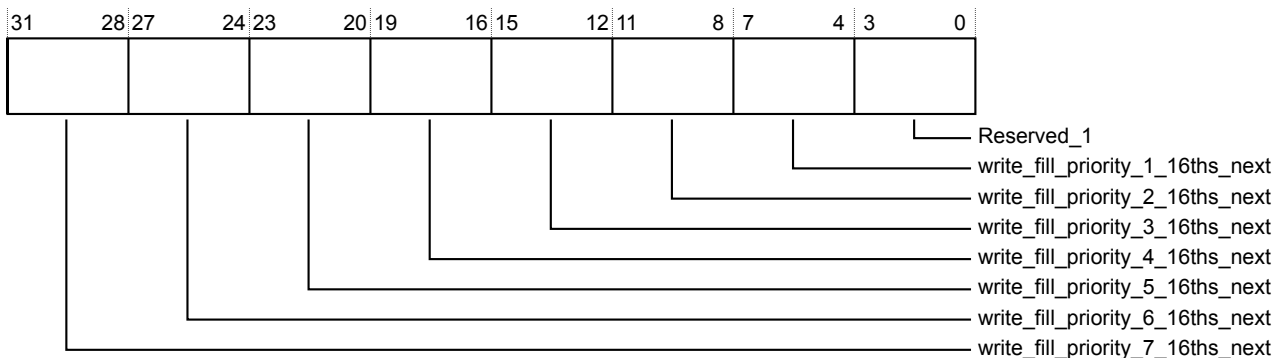 31 28 27 24 23 20 19 16 15 12 11 8 7 4 3 0
Reserved_1
write_fill_priority_1_16ths_next
write_fill_priority_2_16ths_next
write_fill_priority_3_16ths_next
write_fill_priority_4_16ths_next
write_fill_priority_5_16ths_next
write_fill_priority_6_16ths_next
write_fill_priority_7_16ths_next